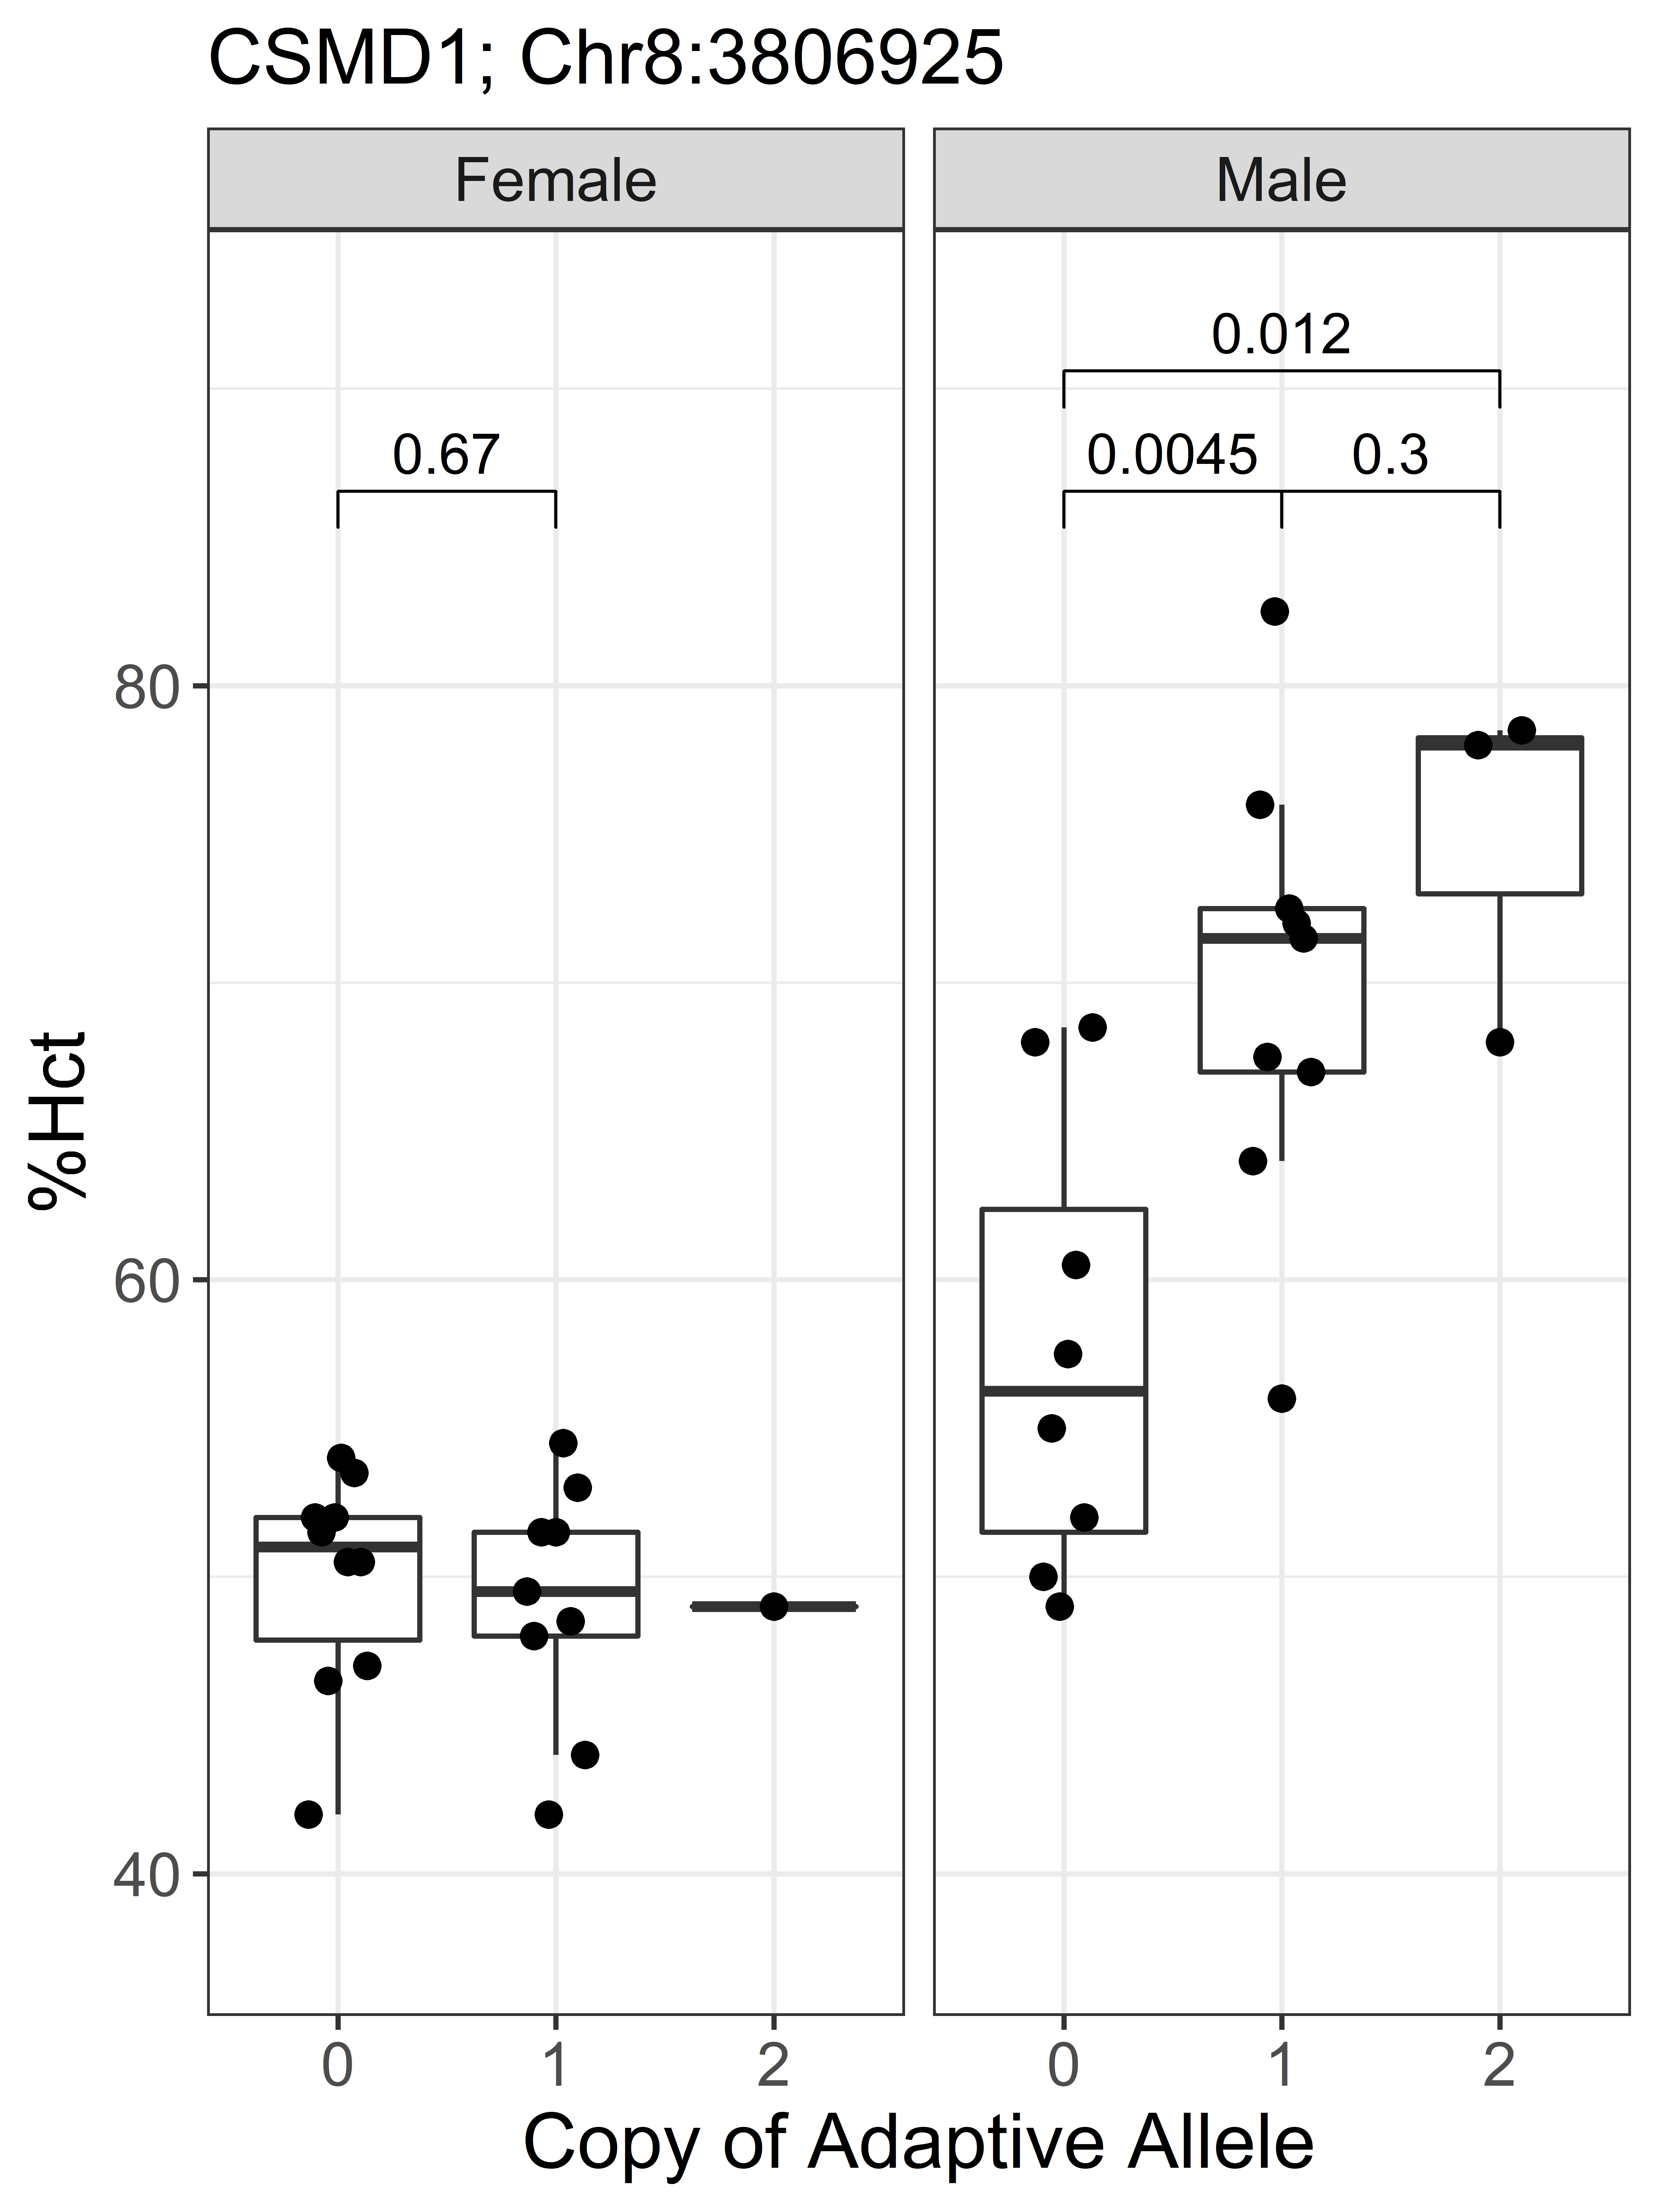 CSMD1; Chr8:3806925
Female
Male
0.012
0.67
0.0045
0.3
80
60
40
%Hct
0 1 2
0 1 2
Copy of Adaptive Allele